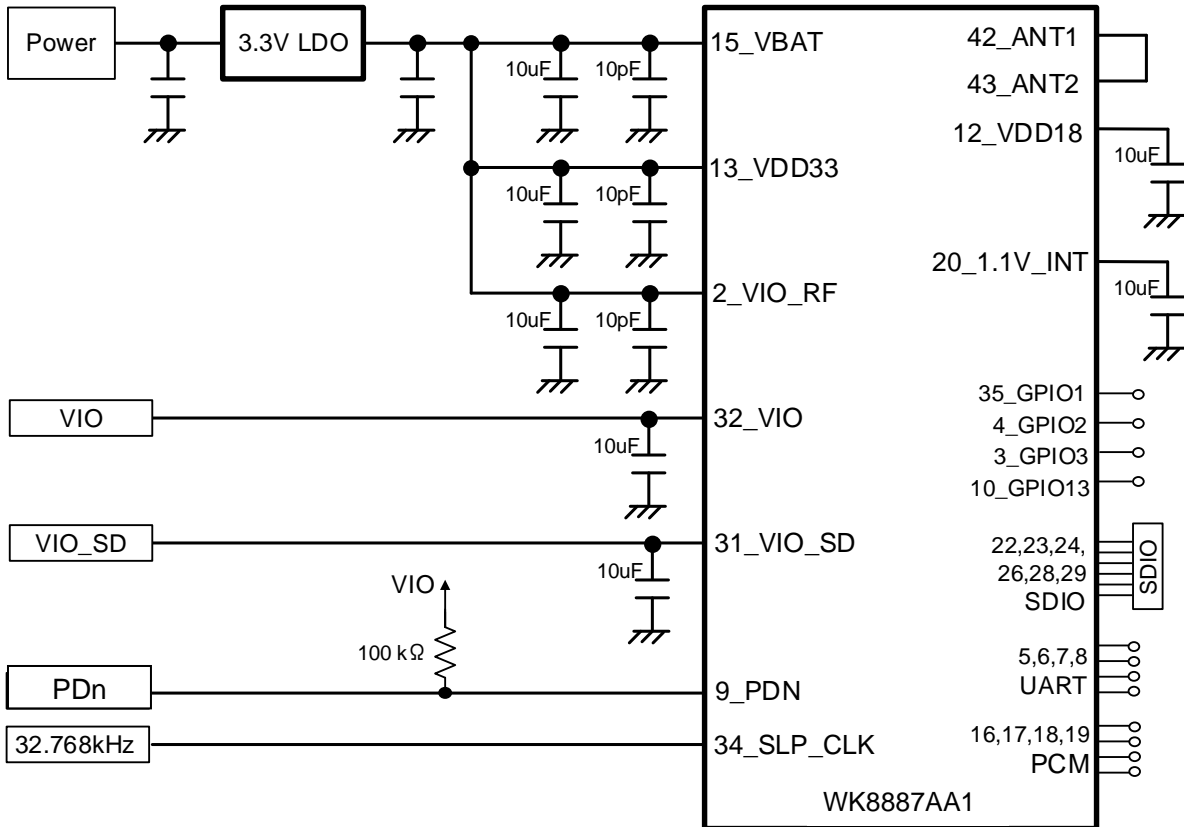 Power
3.3V LDO
10uF
10pF
15_VBAT
42_ANT1
43_ANT2
12_VDD18
10uF
10uF
10pF
13_VDD33
20_1.1V_INT
10uF
10uF
10pF
2_VIO_RF
35_GPIO1
4_GPIO2
3_GPIO3
10_GPIO13
VIO
10uF
32_VIO
VIO_SD
10uF
31_VIO_SD
22,23,24,
26,28,29
SDIO
SDIO
VIO
100 kΩ
PDn
9_PDN
5,6,7,8
UART
32.768kHz
34_SLP_CLK
16,17,18,19
PCM
WK8887AA1